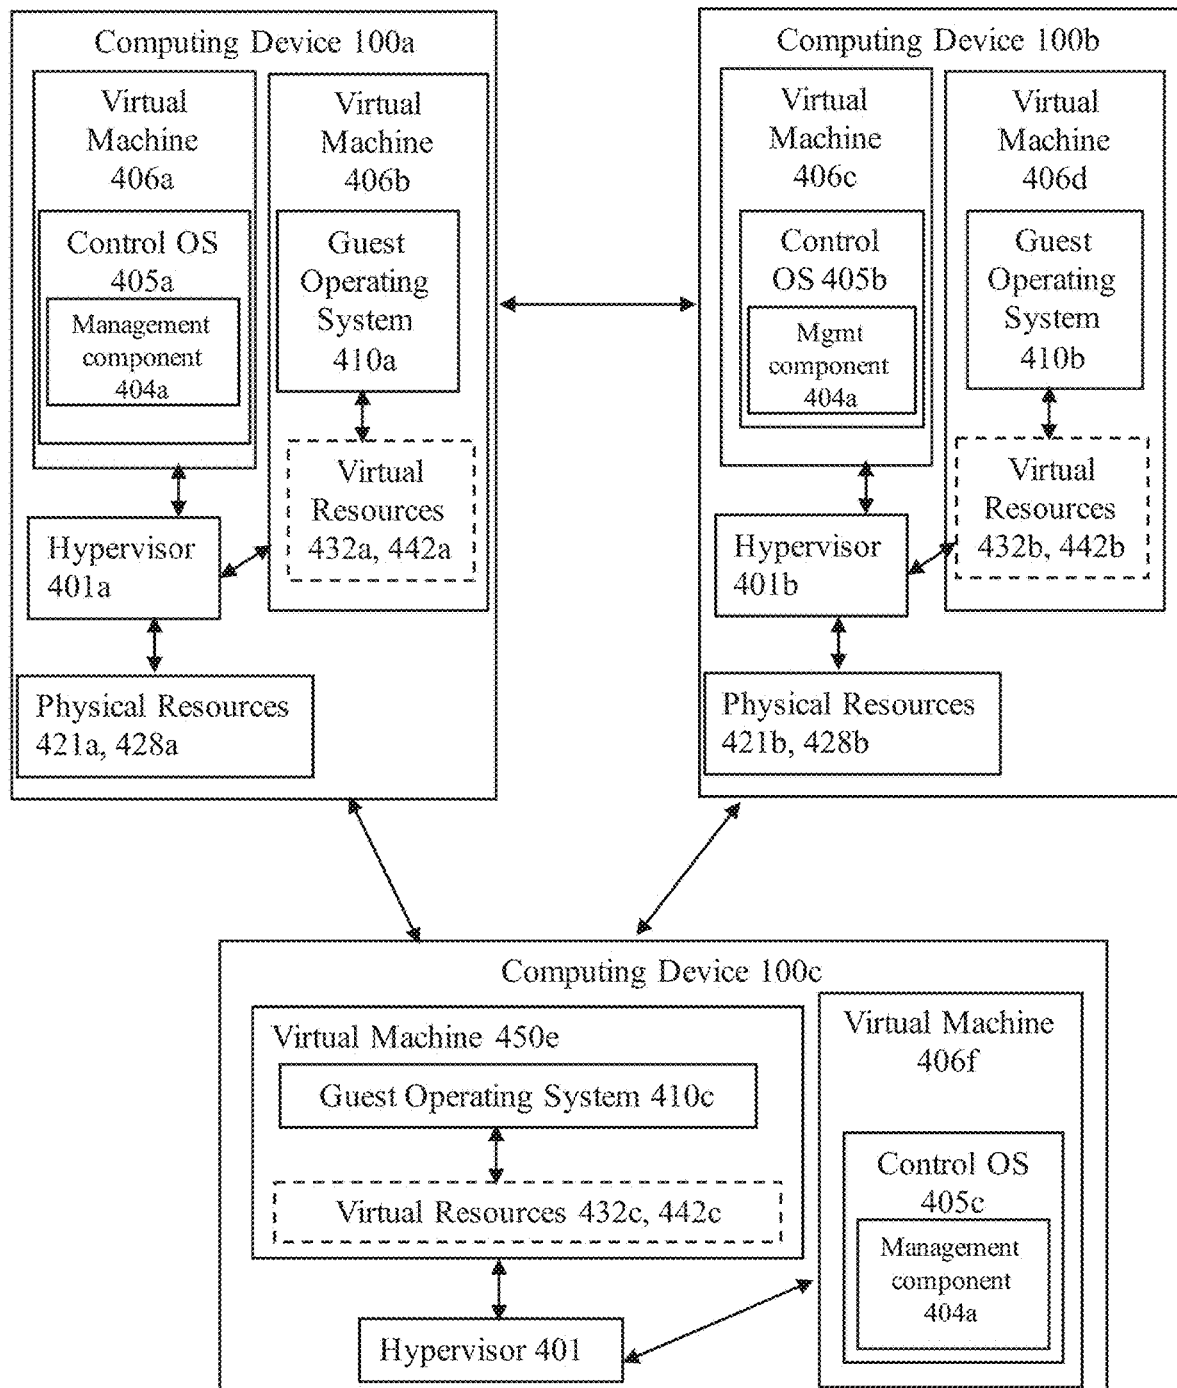 Computing Device 100a
Virtual
Machine
406a
Control OS
405a
Management
component
404a
Virtual
Machine
406b
Guest
Operating
System
410a
Virtual
Resources
432a, 442a
Hypervisor
401a
Physical Resources
421a, 428a
Computing Device 100b
Virtual
Machine
406c
Control
OS 405b
Mgmt
component
404a
Virtual
Machine
406d
Guest
Operating
System
410b
Virtual
Resources
432b, 442b
Hypervisor
401b
Physical Resources
421b, 428b
Computing Device 100c
Virtual Machine 450e
Guest Operating System 410c
Virtual Resources 432c, 442c
Hypervisor 401
Virtual Machine
406f
Control OS
405c
Management
component
404a